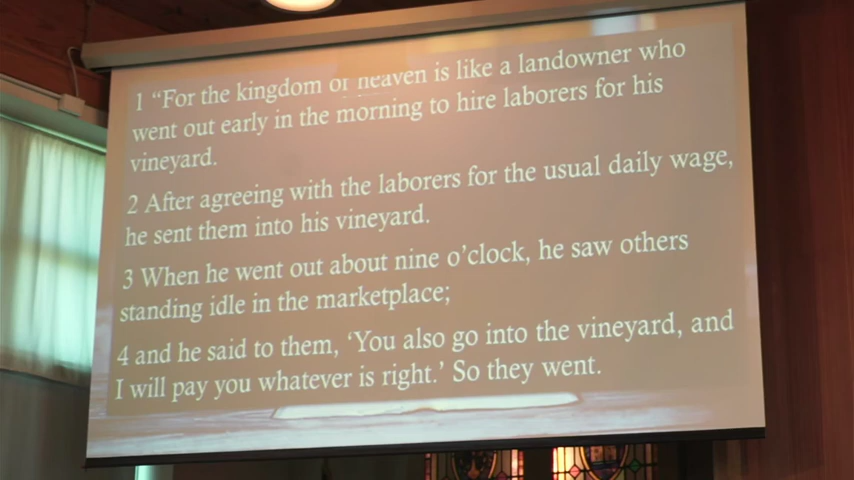 1 “For the kingdom of heaven is like a landowner who
went out early in the morning to hire laborers for his
vineyard.
2 After agreeing with the laborers for the usual daily wage,
he sent them into his vineyard.
3 When he went out about nine o’clock, he saw others
standing idle in the marketplace;
4 and he said to them, ‘You also go into the vineyard, and
I will pay you whatever is right.’ So they went.